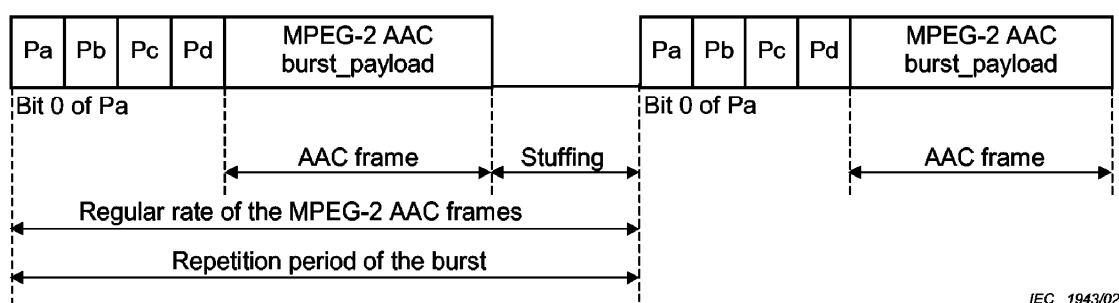 Pa Pb Pc Pd MPEG-2 AAC burst_payload Pa Pb Pc Pd MPEG-2 AAC burst_payload
Bit 0 of Pa Bit 0 of Pa
AAC frame Stuffing AAC frame
Regular rate of the MPEG-2 AAC frames
Repetition period of the burst
IEC 1943/02